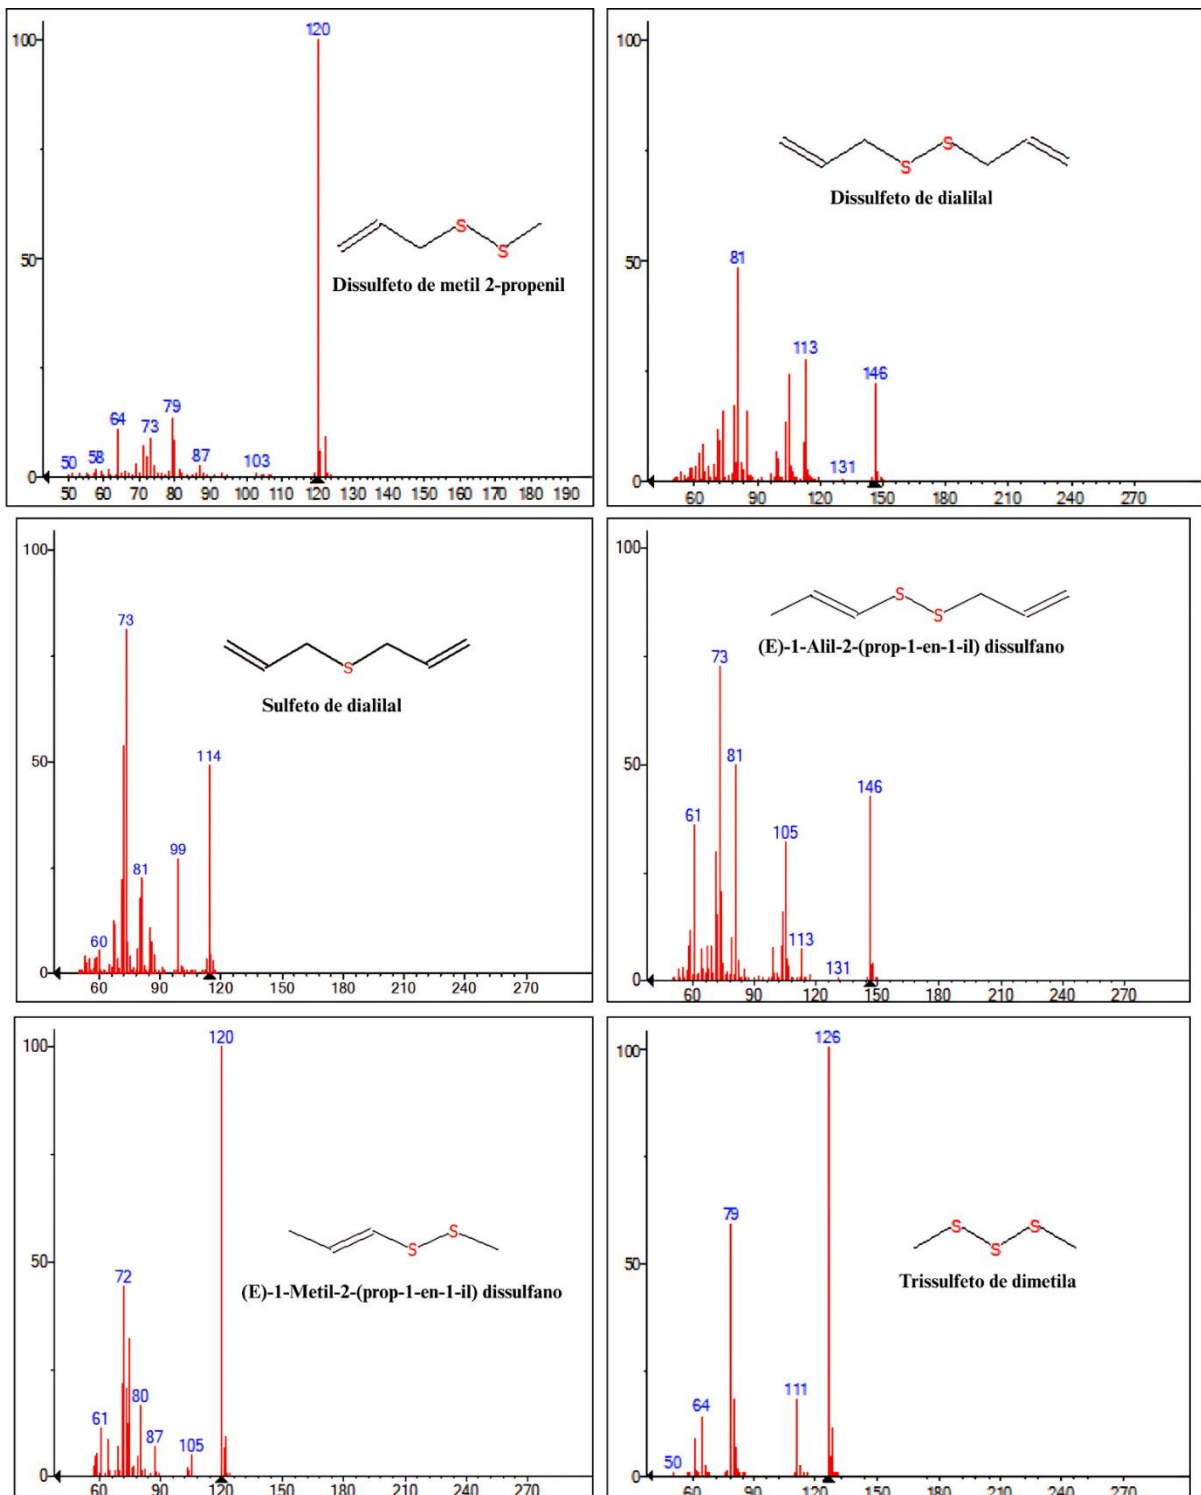 120
100
S
S
Dissulfeto de metil 2-propenil
50
64
79
73
50
58
87
103
0
50 60 70 80 90 100 110 120 130 140 150 160 170 180 190
100
S
S
Dissulfeto de dialilal
50
81
113
146
131
0
60 90 120 150 180 210 240 270
100
73
S
Sulfeto de dialilal
50
114
99
81
60
0
60 90 120 150 180 210 240 270
100
S
S
(E)-1-Alil-2-(prop-1-en-1-il) dissulfano
73
50
81
146
61
105
113
131
0
60 90 120 150 180 210 240 270
120
100
S
S
(E)-1-Metil-2-(prop-1-en-1-il) dissulfano
50
72
80
61
87
105
0
60 90 120 150 180 210 240 270
126
100
S
S
S
Trissulfeto de dimetila
79
50
111
64
50
0
60 90 120 150 180 210 240 270